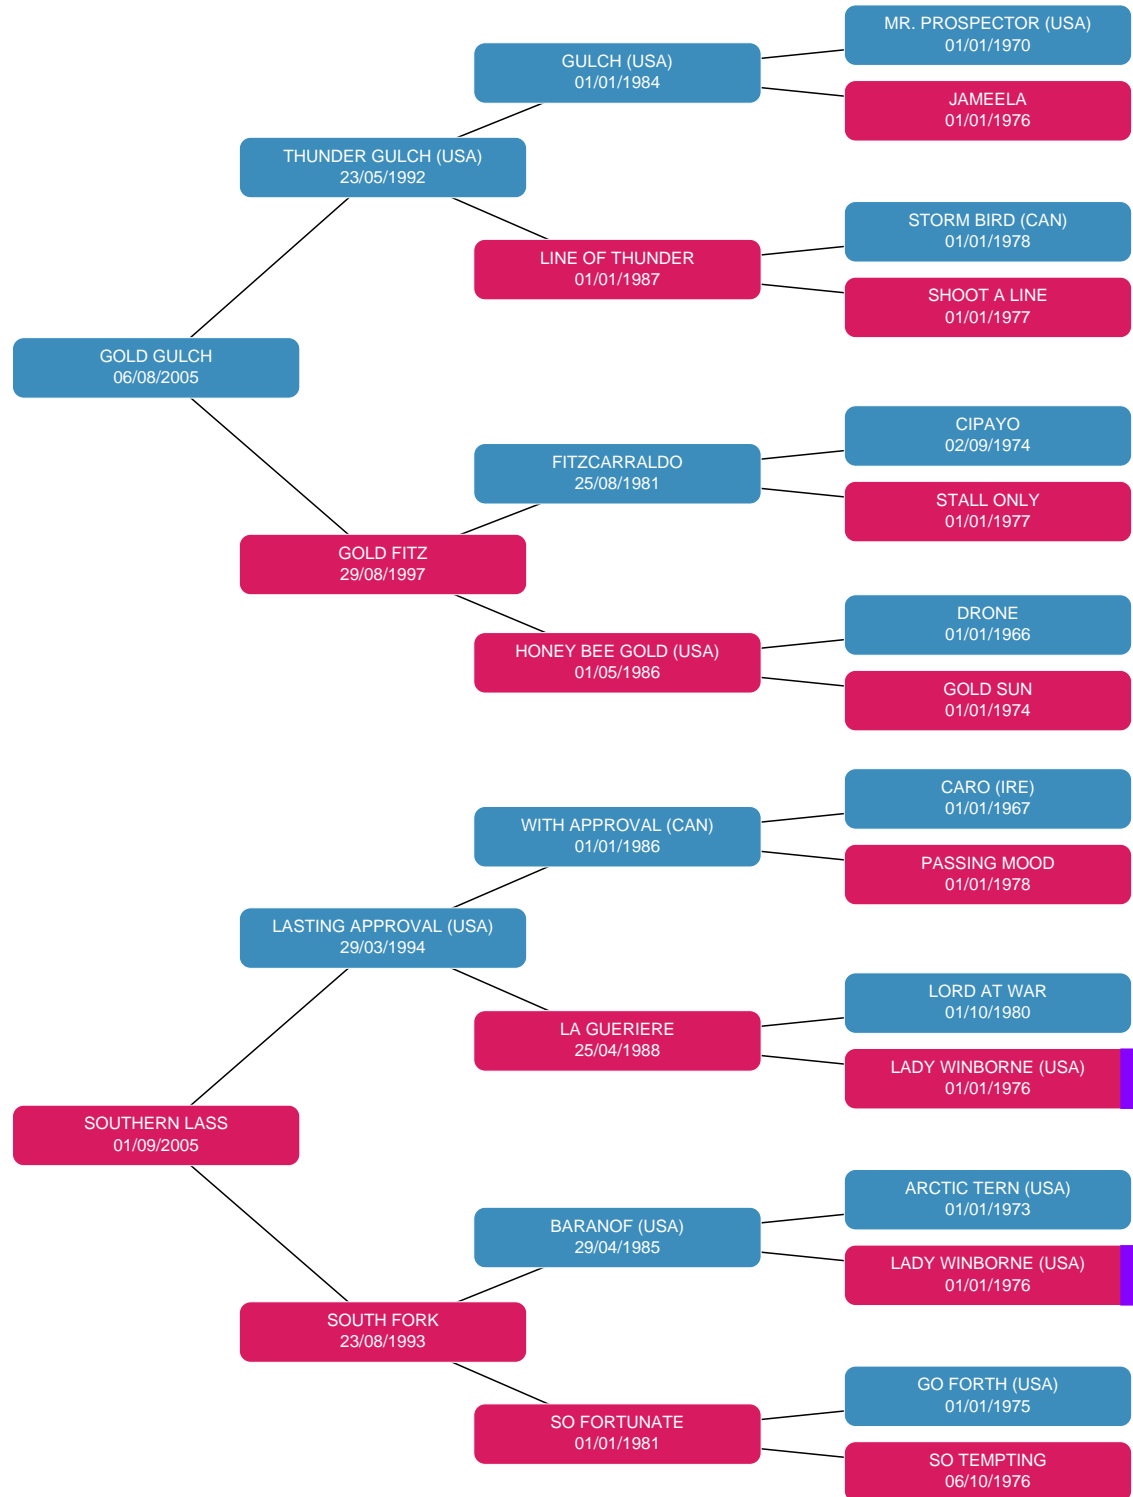 MR. PROSPECTOR (USA)
01/01/1970
GULCH (USA)
01/01/1984
JAMEELA
01/01/1976
THUNDER GULCH (USA)
23/05/1992
STORM BIRD (CAN)
01/01/1978
LINE OF THUNDER
01/01/1987
SHOOT A LINE
01/01/1977
GOLD GULCH
06/08/2005
CIPAYO
02/09/1974
FITZCARRALDO
25/08/1981
STALL ONLY
01/01/1977
GOLD FITZ
29/08/1997
DRONE
01/01/1966
HONEY BEE GOLD (USA)
01/05/1986
GOLD SUN
01/01/1974
CARO (IRE)
01/01/1967
WITH APPROVAL (CAN)
01/01/1986
PASSING MOOD
01/01/1978
LASTING APPROVAL (USA)
29/03/1994
LORD AT WAR
01/10/1980
LA GUERIERE
25/04/1988
LADY WINBORNE (USA)
01/01/1976
SOUTHERN LASS
01/09/2005
ARCTIC TERN (USA)
01/01/1973
BARANOF (USA)
29/04/1985
LADY WINBORNE (USA)
01/01/1976
SOUTH FORK
23/08/1993
GO FORTH (USA)
01/01/1975
SO FORTUNATE
01/01/1981
SO TEMPTING
06/10/1976